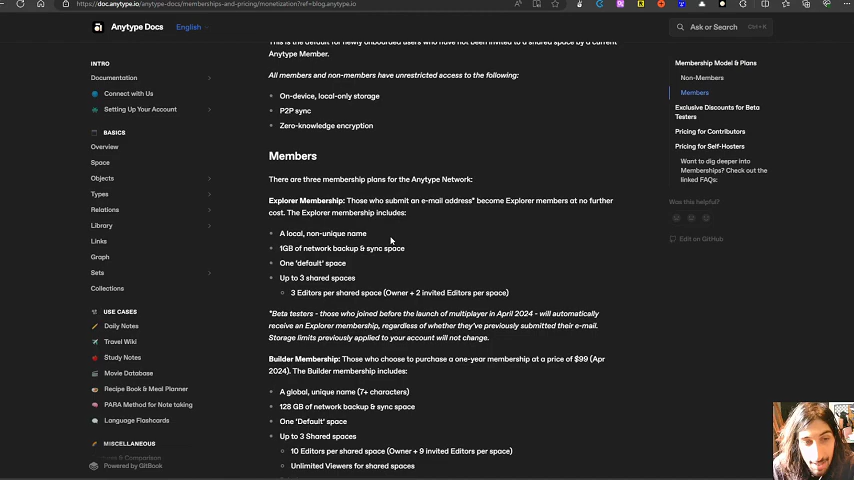 https://doc.anytype.io/anytype-docs/memberships-and-pricing/monetization?ref=blog.anytype.io
Anytype Docs
English
Ask or Search
Ctrl + K
INTRO
Documentation
Connect with Us
Setting Up Your Account
BASICS
Overview
Space
Objects
Types
Relations
Library
Links
Graph
Sets
Collections
USE CASES
Daily Notes
Travel Wiki
Study Notes
Movie Database
Recipe Book & Meal Planner
PARA Method for Note taking
Language Flashcards
MISCELLANEOUS
Powered by GitBook
This is the default for newly onboarded users who have not been invited to a shared space by a current
Anytype Member.
All members and non-members have unrestricted access to the following:
On-device, local-only storage
P2P sync
Zero-knowledge encryption
Members
There are three membership plans for the Anytype Network:
Explorer Membership: Those who submit an e-mail address* become Explorer members at no further
cost. The Explorer membership includes:
A local, non-unique name
1GB of network backup & sync space
One 'default' space
Up to 3 shared spaces
3 Editors per shared space (Owner + 2 invited Editors per space)
*Beta testers - those who joined before the launch of multiplayer in April 2024 - will automatically
receive an Explorer membership, regardless of whether they've previously submitted their e-mail.
Storage limits previously applied to your account will not change.
Builder Membership: Those who choose to purchase a one-year membership at a price of $99 (Apr
2024). The Builder membership includes:
A global, unique name (7+ characters)
128 GB of network backup & sync space
One 'Default' space
Up to 3 Shared spaces
10 Editors per shared space (Owner + 9 invited Editors per space)
Unlimited Viewers for shared spaces
Membership Model & Plans
Non-Members
Members
Exclusive Discounts for Beta
Testers
Pricing for Contributors
Pricing for Self-Hosters
Want to dig deeper into
Memberships? Check out the
linked FAQs:
Was this helpful?
Edit on GitHub